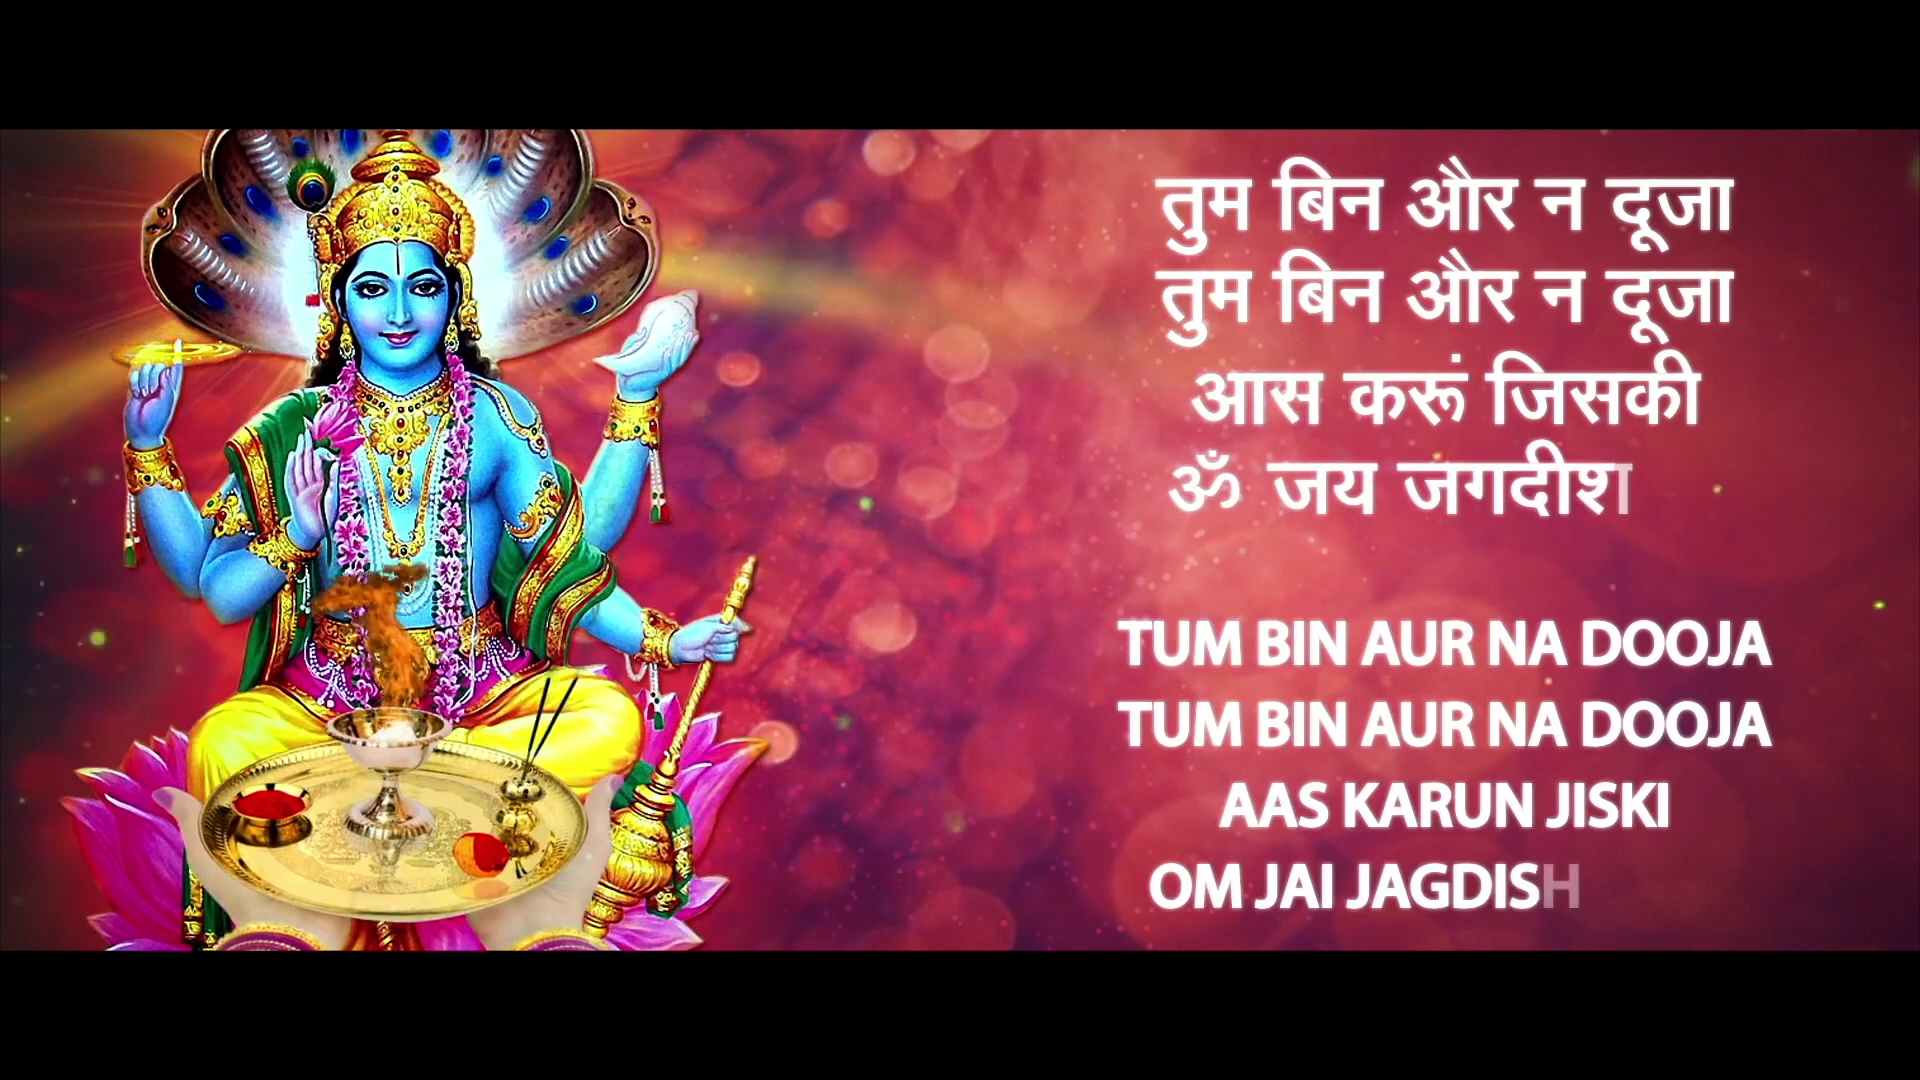 तुम बिन और न दूजा
तुम बिन और न दूजा
आस करूं जिसकी
ॐ जय जगदीश
TUM BIN AUR NA DOOJA
TUM BIN AUR NA DOOJA
AAS KARUN JISKI
OM JAI JAGDISH